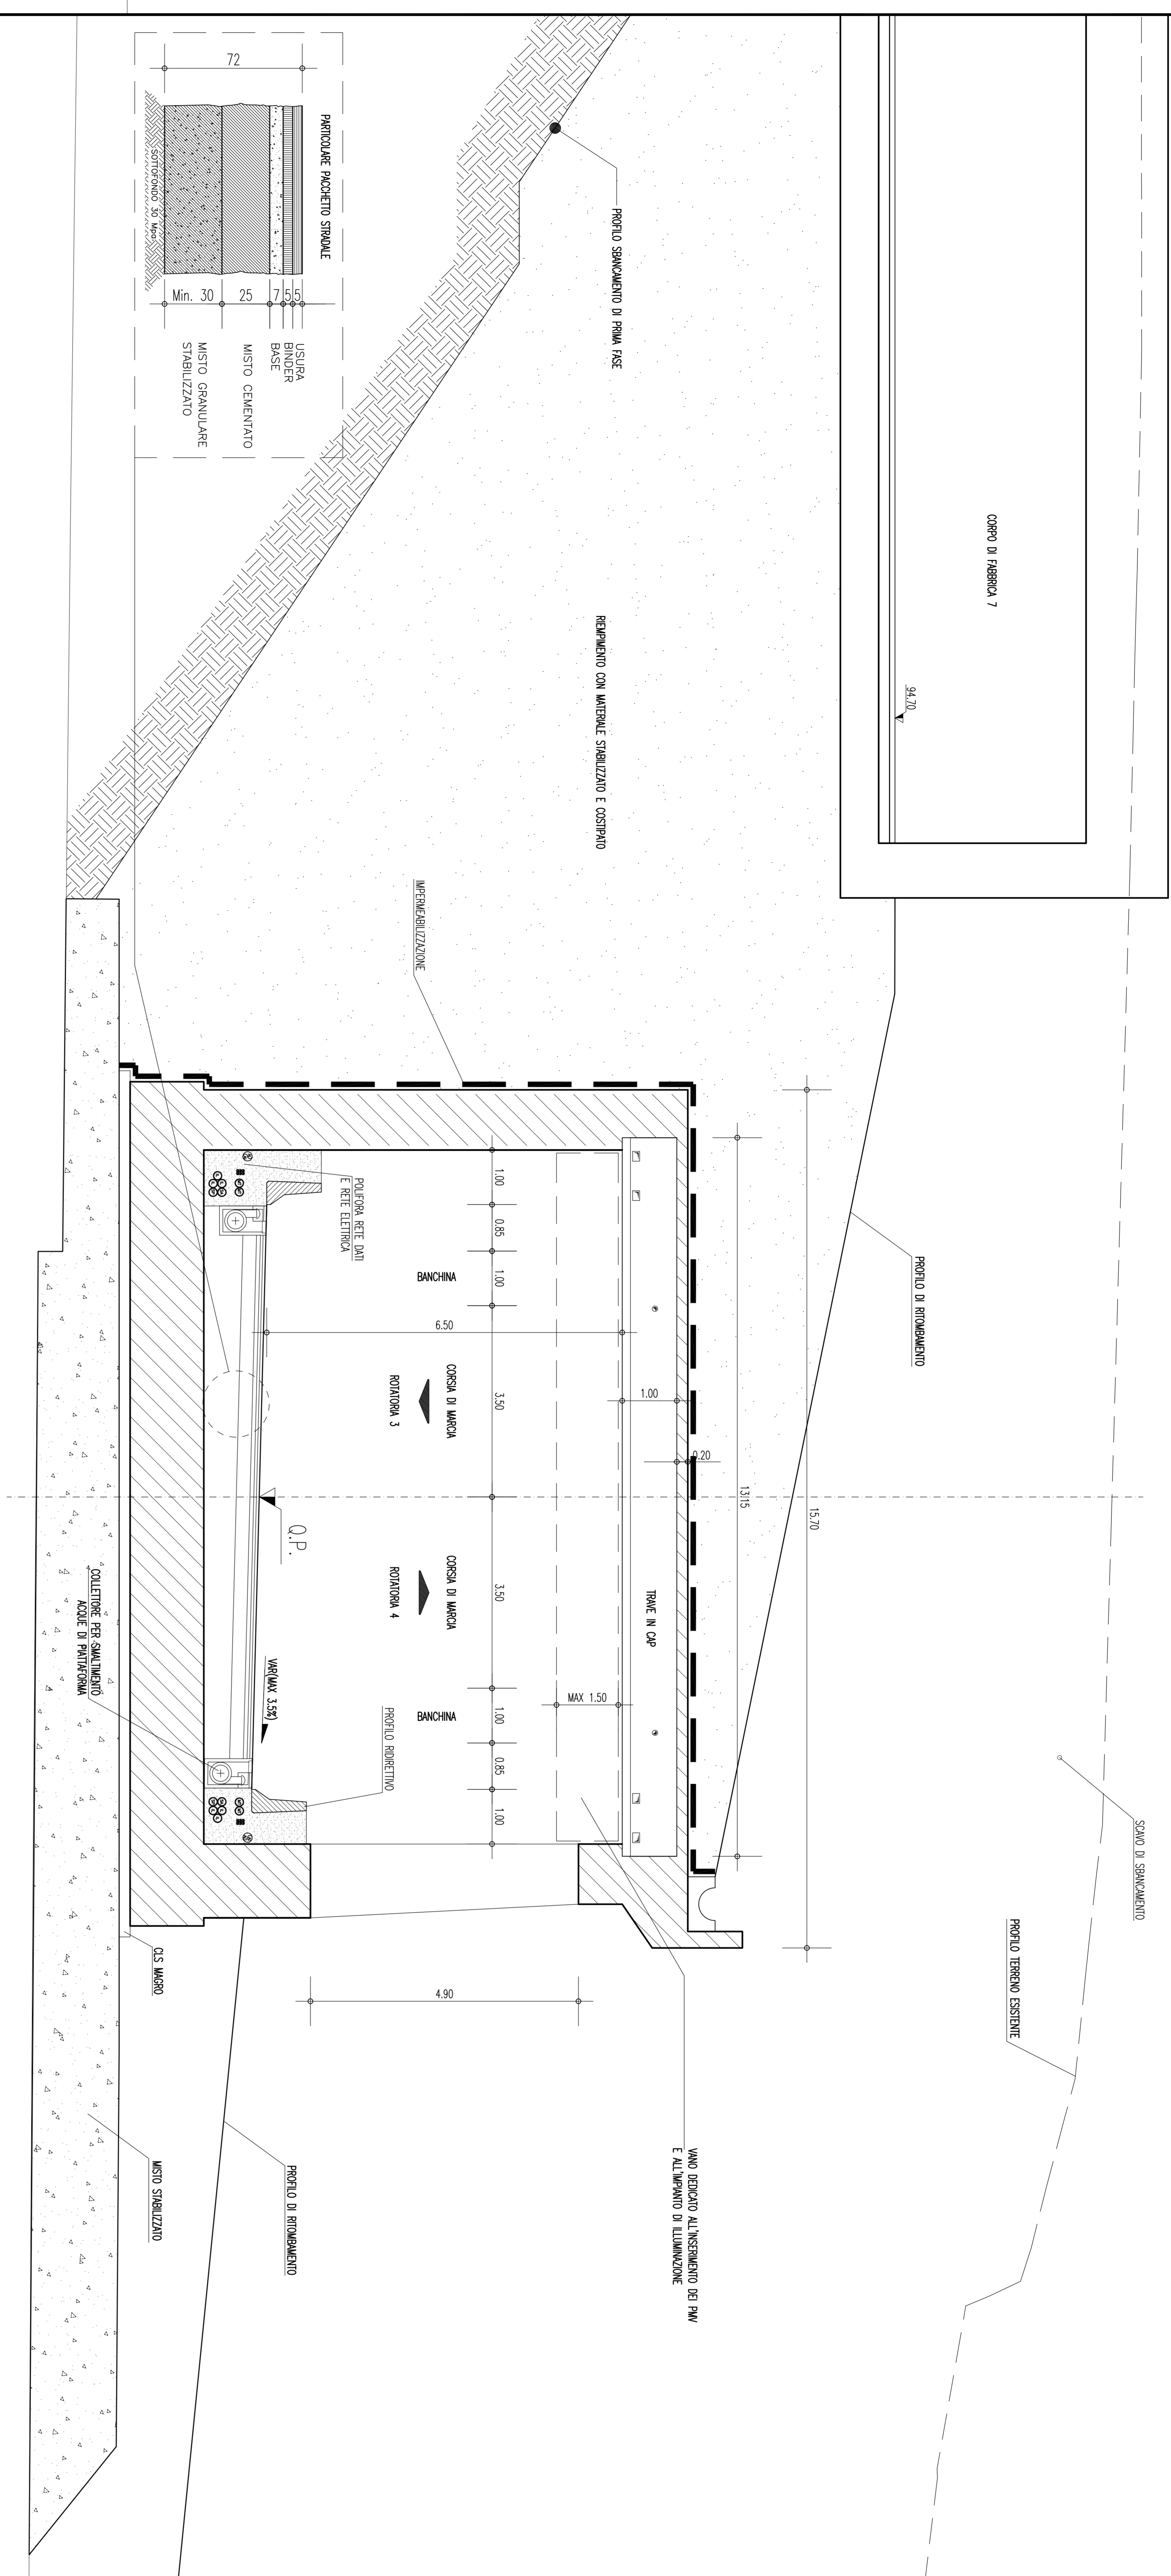 CORPO DI FABBRICA 7
94.70
SCAVO DI SBANCAMENTO
PROFILO TERRENO ESISTENTE
PROFILO DI RITOMBAMENTO
15.70
13.15
PROFILO SBANCAMENTO DI PRIMA FASE
RIEMPIMENTO CON MATERIALE STABILIZZATO E COSTIPATO
0.20
1.00
TRAVE IN CAP
VANO DEDICATO ALL'INSERIMENTO DEI PMV
E ALL'IMPIANTO DI ILLUMINAZIONE
MAX 1.50
IMPERMEABILIZZAZIONE
1.00
0.85
1.00
3.50
3.50
1.00
0.85
1.00
6.50
4.90
CORSIA DI MARCIA
CORSIA DI MARCIA
BANCHINA
BANCHINA
ROTATORIA 3
ROTATORIA 4
POLIFORA RETE DATI
E RETE ELETTRICA
PROFILO RIDIRETTIVO
Q.P.
VAR(MAX 3.5%)
PROFILO DI RITOMBAMENTO
CLS MAGRO
MISTO STABILIZZATO
COLLETTORE PER SMALTIMENTO
ACQUE DI PIATTAFORMA
PARTICOLARE PACCHETTO STRADALE
72
5
5
7
25
Min. 30
USURA
BINDER
BASE
MISTO CEMENTATO
MISTO GRANULARE
STABILIZZATO
SOTTOFONDO 30 Mpa